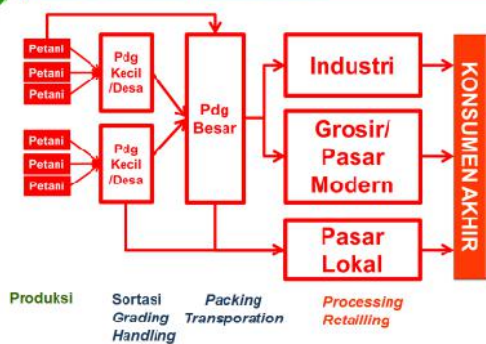 Petani
Petani
Petani
Pdg
Kecil
/Desa
Petani
Petani
Petani
Pdg
Kecil
/Desa
Pdg
Besar
Industri
Grosir/
Pasar
Modern
Pasar
Lokal
KONSUMEN AKHIR
Produksi
Sortasi
Grading
Handling
Packing
Transporation
Processing
Retailling